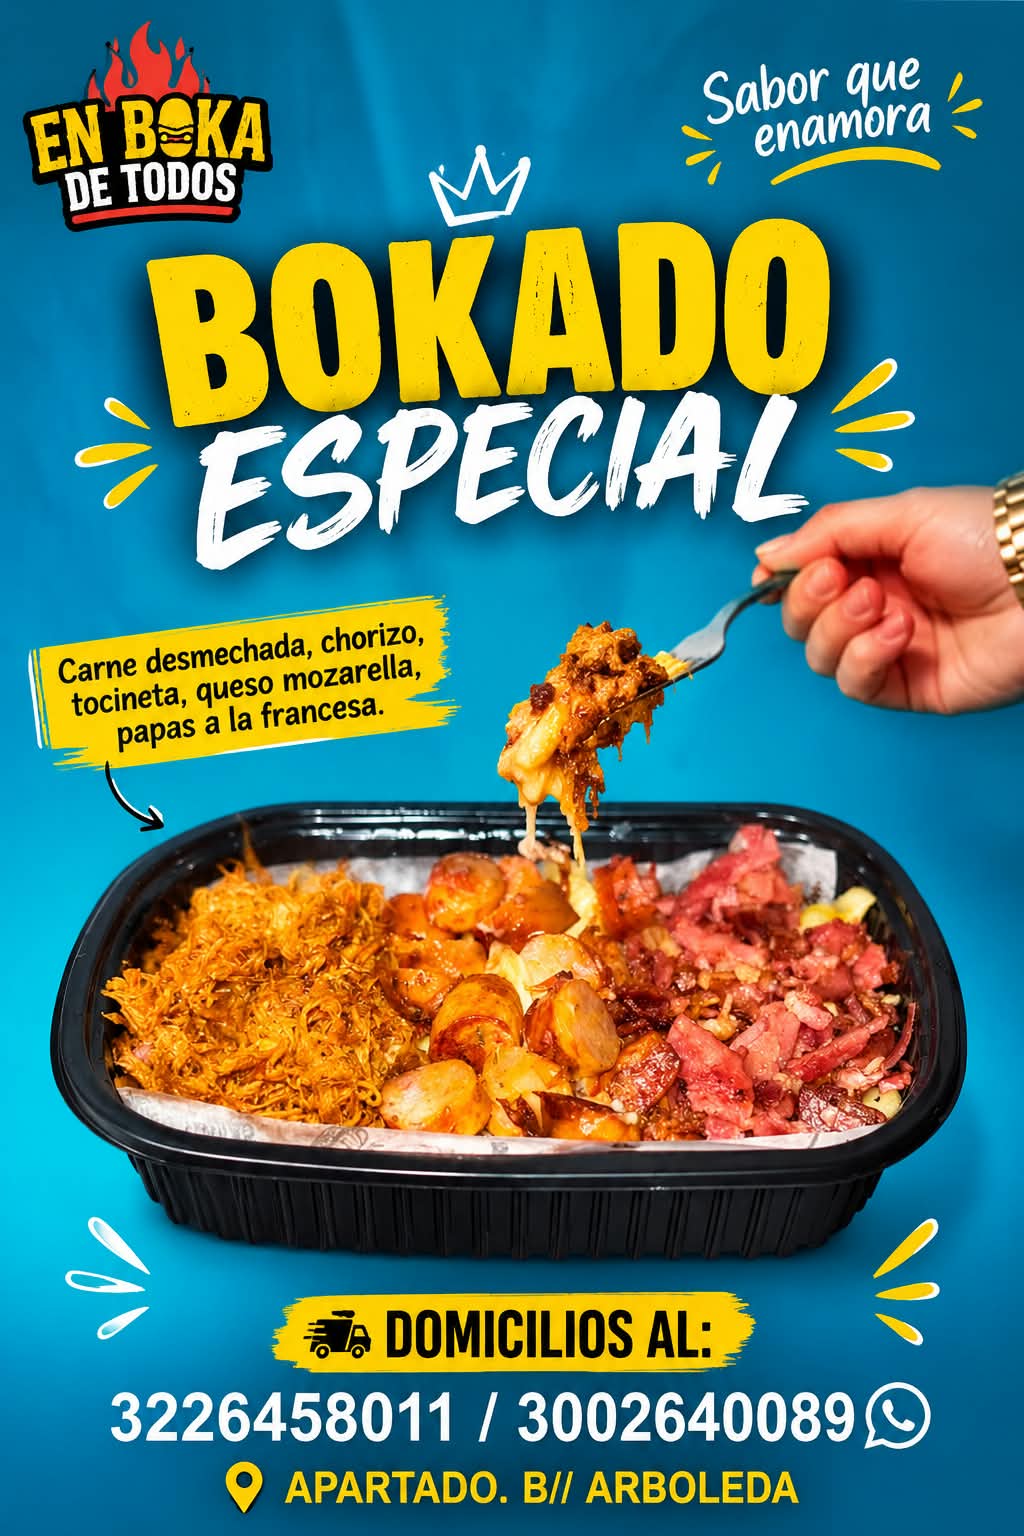 EN BOKA
DE TODOS
Sabor que
enamora
BOKADO
ESPECIAL
Carne desmechada, chorizo,
tocineta, queso mozarella,
papas a la francesa.
DOMICILIOS AL:
3226458011 / 3002640089
APARTADO. B// ARBOLEDA